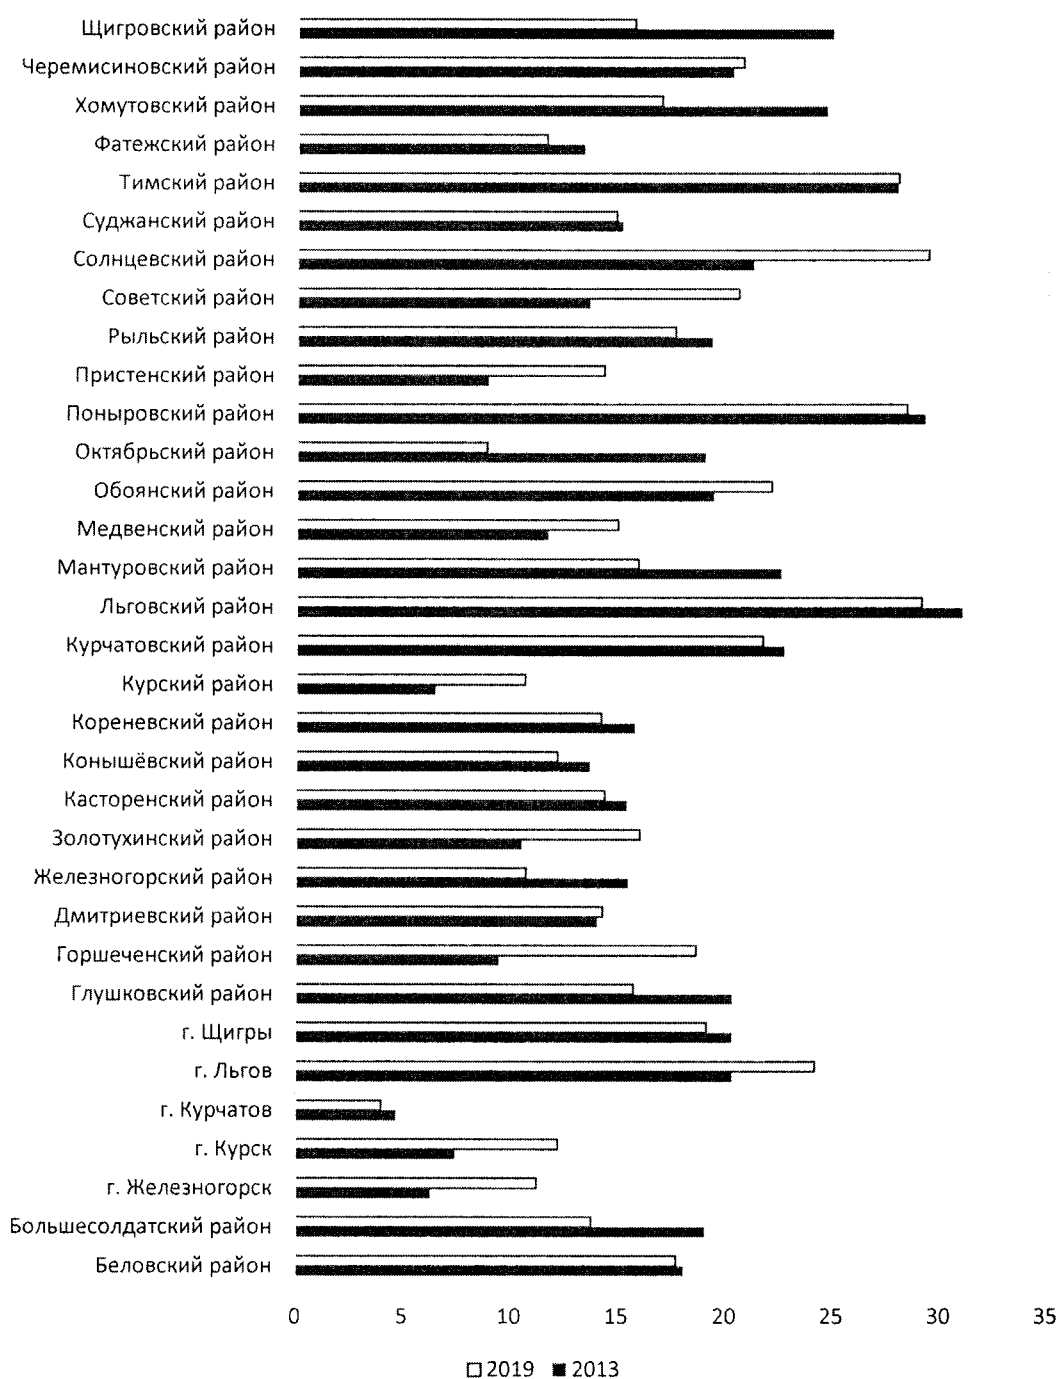 Щигровский район
Черемисиновский район
Хомутовский район
Фатежский район
Тимский район
Суджанский район
Солнцевский район
Советский район
Рыльский район
Пристенский район
Поныровский район
Октябрьский район
Обоянский район
Медвенский район
Мантуровский район
Льговский район
Курчатовский район
Курский район
Кореневский район
Конышёвский район
Касторенский район
Золотухинский район
Железногорский район
Дмитриевский район
Горшеченский район
Глушковский район
г. Щигры
г. Льгов
г. Курчатов
г. Курск
г. Железногорск
Большесолдатский район
Беловский район
0 5 10 15 20 25 30 35
2019 2013